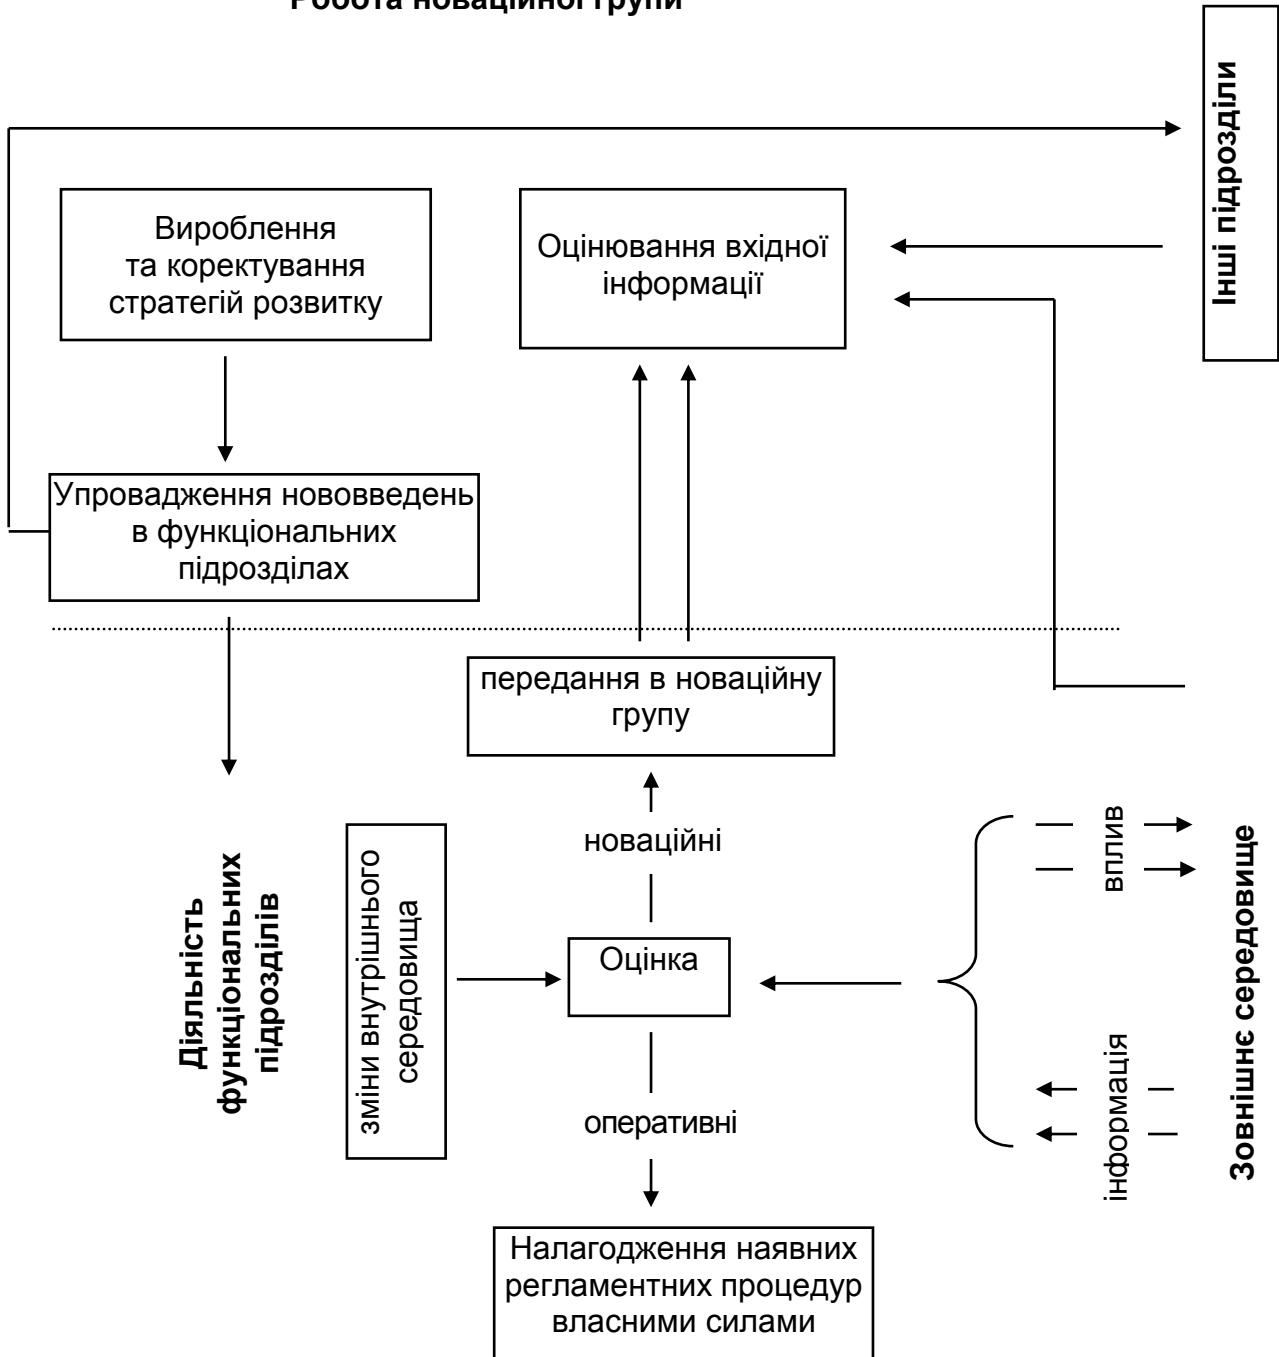 Робота новаційної групи
Інші підрозділи
Вироблення
та коректування
стратегій розвитку
Оцінювання вхідної
інформації
Упровадження нововведень
в функціональних
підрозділах
передання в новаційну
групу
новаційні
Діяльність
функціональних
підрозділів
зміни внутрішнього
середовища
Оцінка
вплив
інформація
Зовнішнє середовище
оперативні
Налагодження наявних
регламентних процедур
власними силами